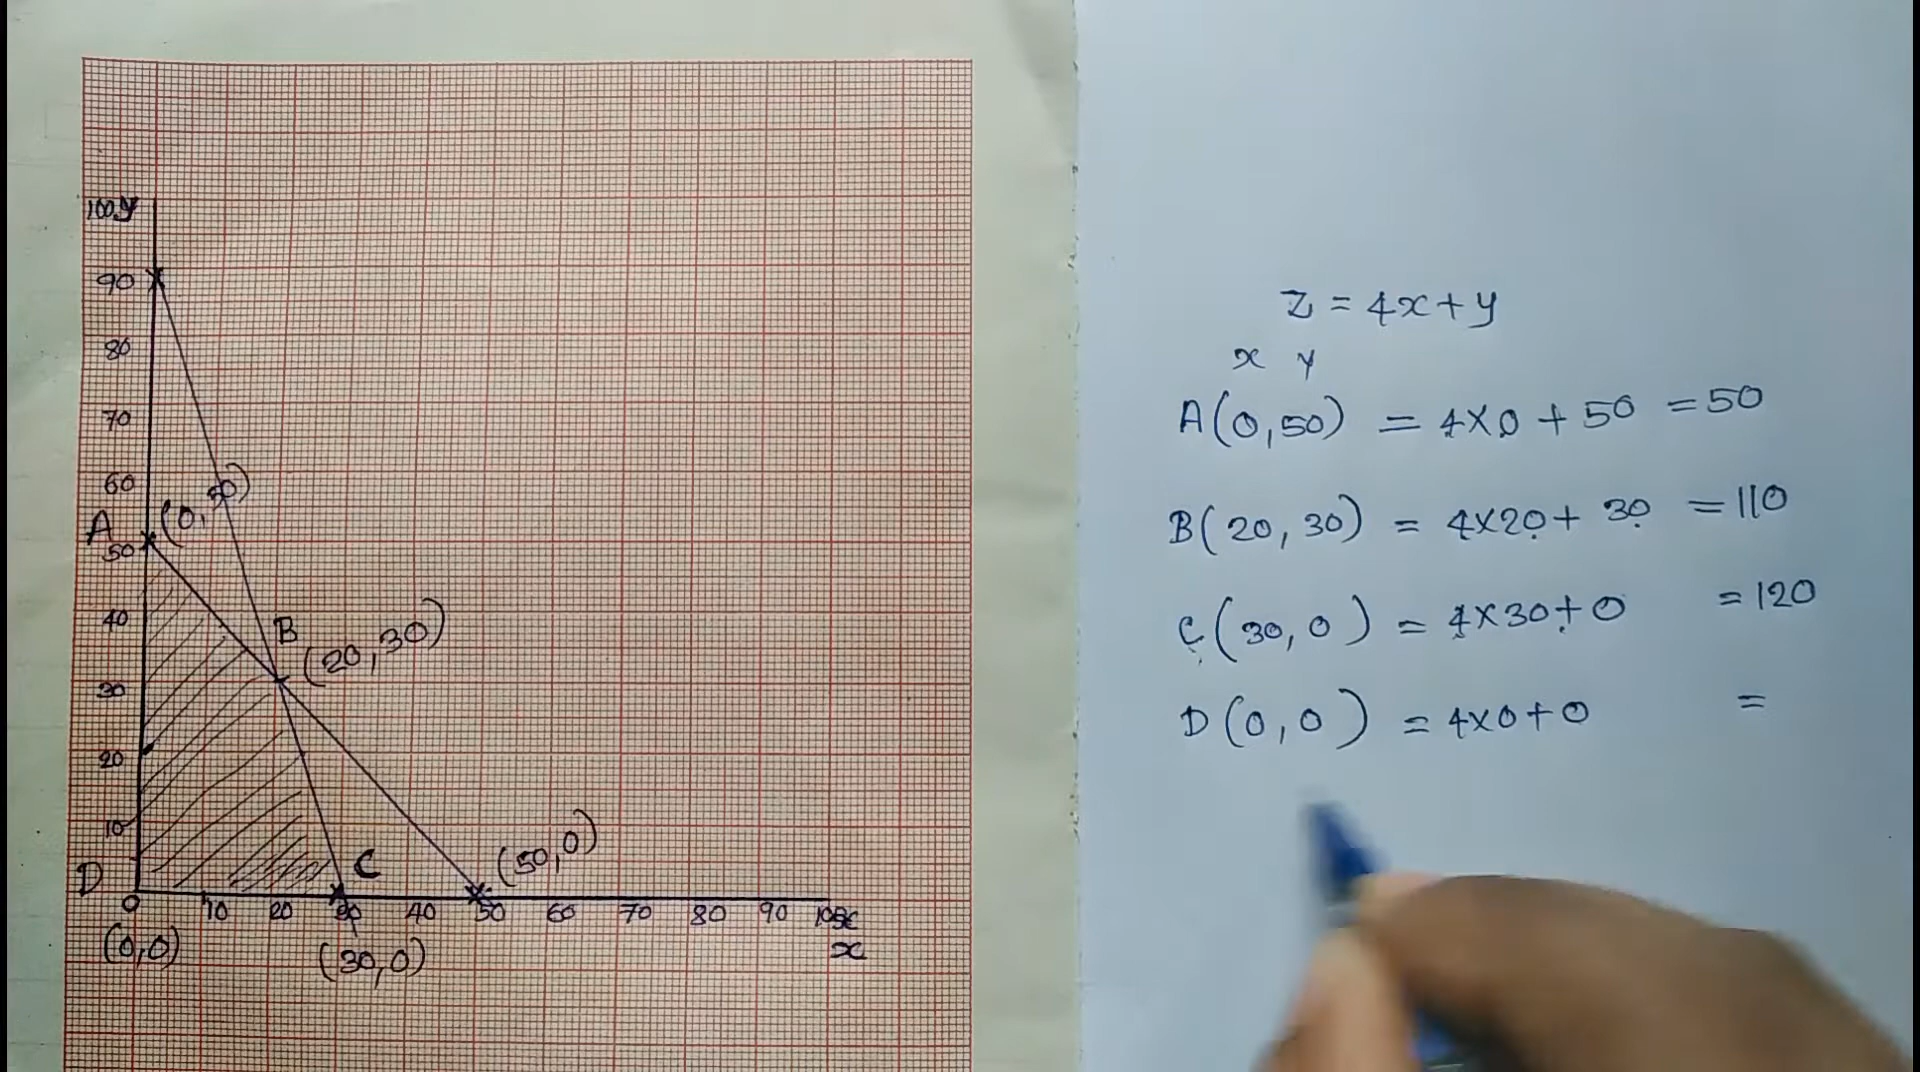 100 y
90
80
70
60
A (0, 50)
50
40
B
(20, 30)
30
20
10
D
C
(50, 0)
0 10 20 30 40 50 60 70 80 90 100 x
(0,0)
(30,0)
x
Z = 4x + y
x y
A(0, 50) = 4×0 + 50 = 50
B(20, 30) = 4×20 + 30 = 110
C(30, 0) = 4×30 + 0 = 120
D(0, 0) = 4×0 + 0 =